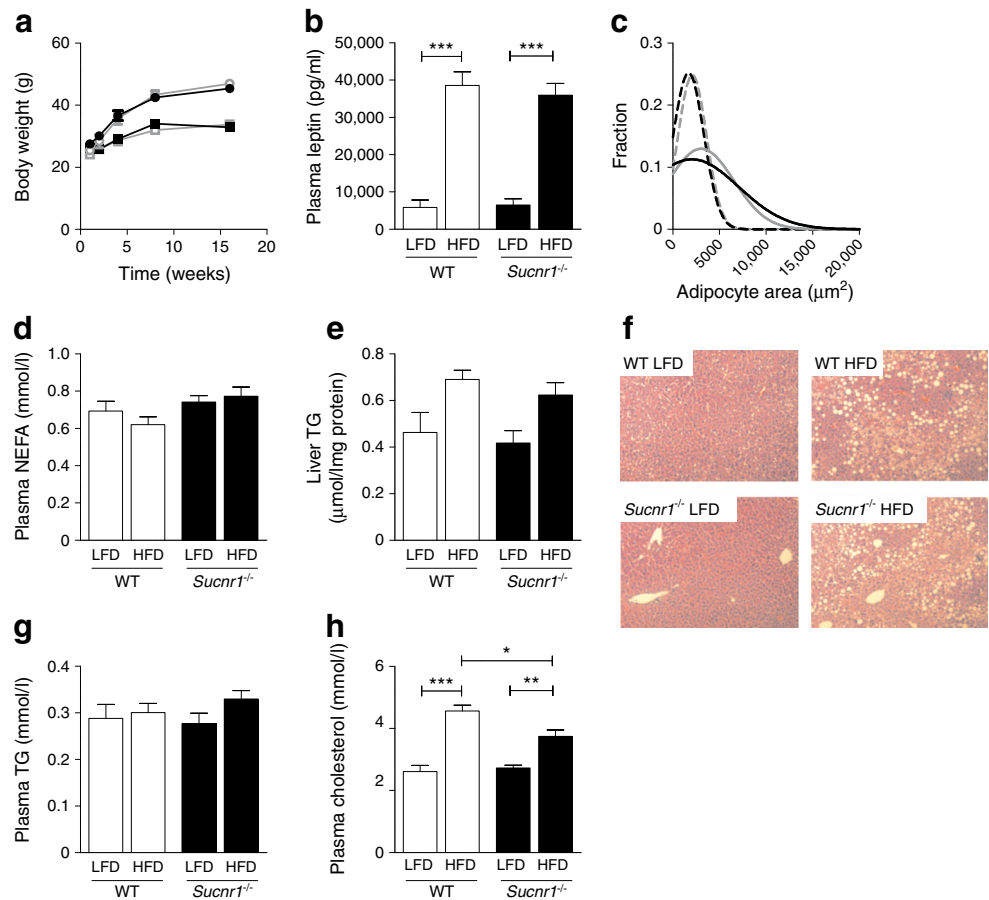 a
Body weight (g)
60
40
20
0
0 5 10 15 20
Time (weeks)
b
Plasma leptin (pg/ml)
50,000
40,000
30,000
20,000
10,000
0
*** ***
LFD HFD LFD HFD
WT Sucnr1-/-
c
Fraction
0.3
0.2
0.1
0
0 5000 10,000 15,000 20,000
Adipocyte area (μm2)
d
Plasma NEFA (mmol/l)
1.0
0.8
0.6
0.4
0.2
0
LFD HFD LFD HFD
WT Sucnr1-/-
e
Liver TG
(μmol/lmg protein)
0.8
0.6
0.4
0.2
0
LFD HFD LFD HFD
WT Sucnr1-/-
f
WT LFD WT HFD
Sucnr1-/- LFD Sucnr1-/- HFD
g
Plasma TG (mmol/l)
0.4
0.3
0.2
0.1
0
LFD HFD LFD HFD
WT Sucnr1-/-
h
Plasma cholesterol (mmol/l)
6
4
2
0
*
*** **
LFD HFD LFD HFD
WT Sucnr1-/-